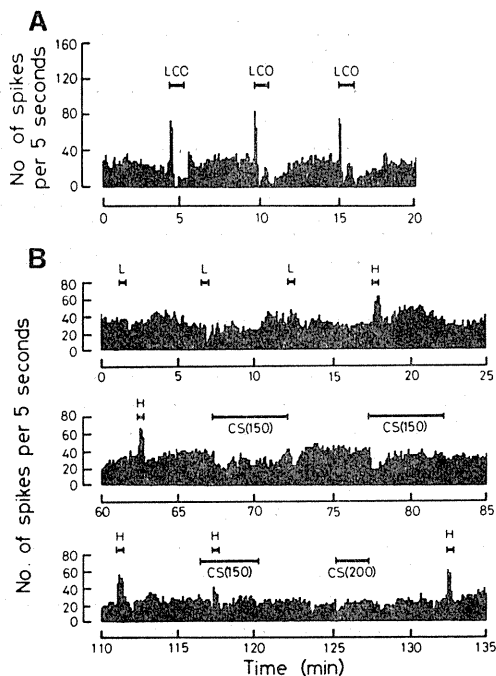 A
No of spikes
per 5 seconds
160
120
80
40
0
LCO
LCO
LCO
0
5
10
15
20
B
No. of spikes per 5 seconds
80
60
40
20
0
L
L
L
H
0
5
10
15
20
25
80
60
40
20
0
H
CS(150)
CS(150)
60
65
70
75
80
85
80
60
40
20
0
H
H
H
CS(150)
CS(200)
110
115
120
125
130
135
Time (min)